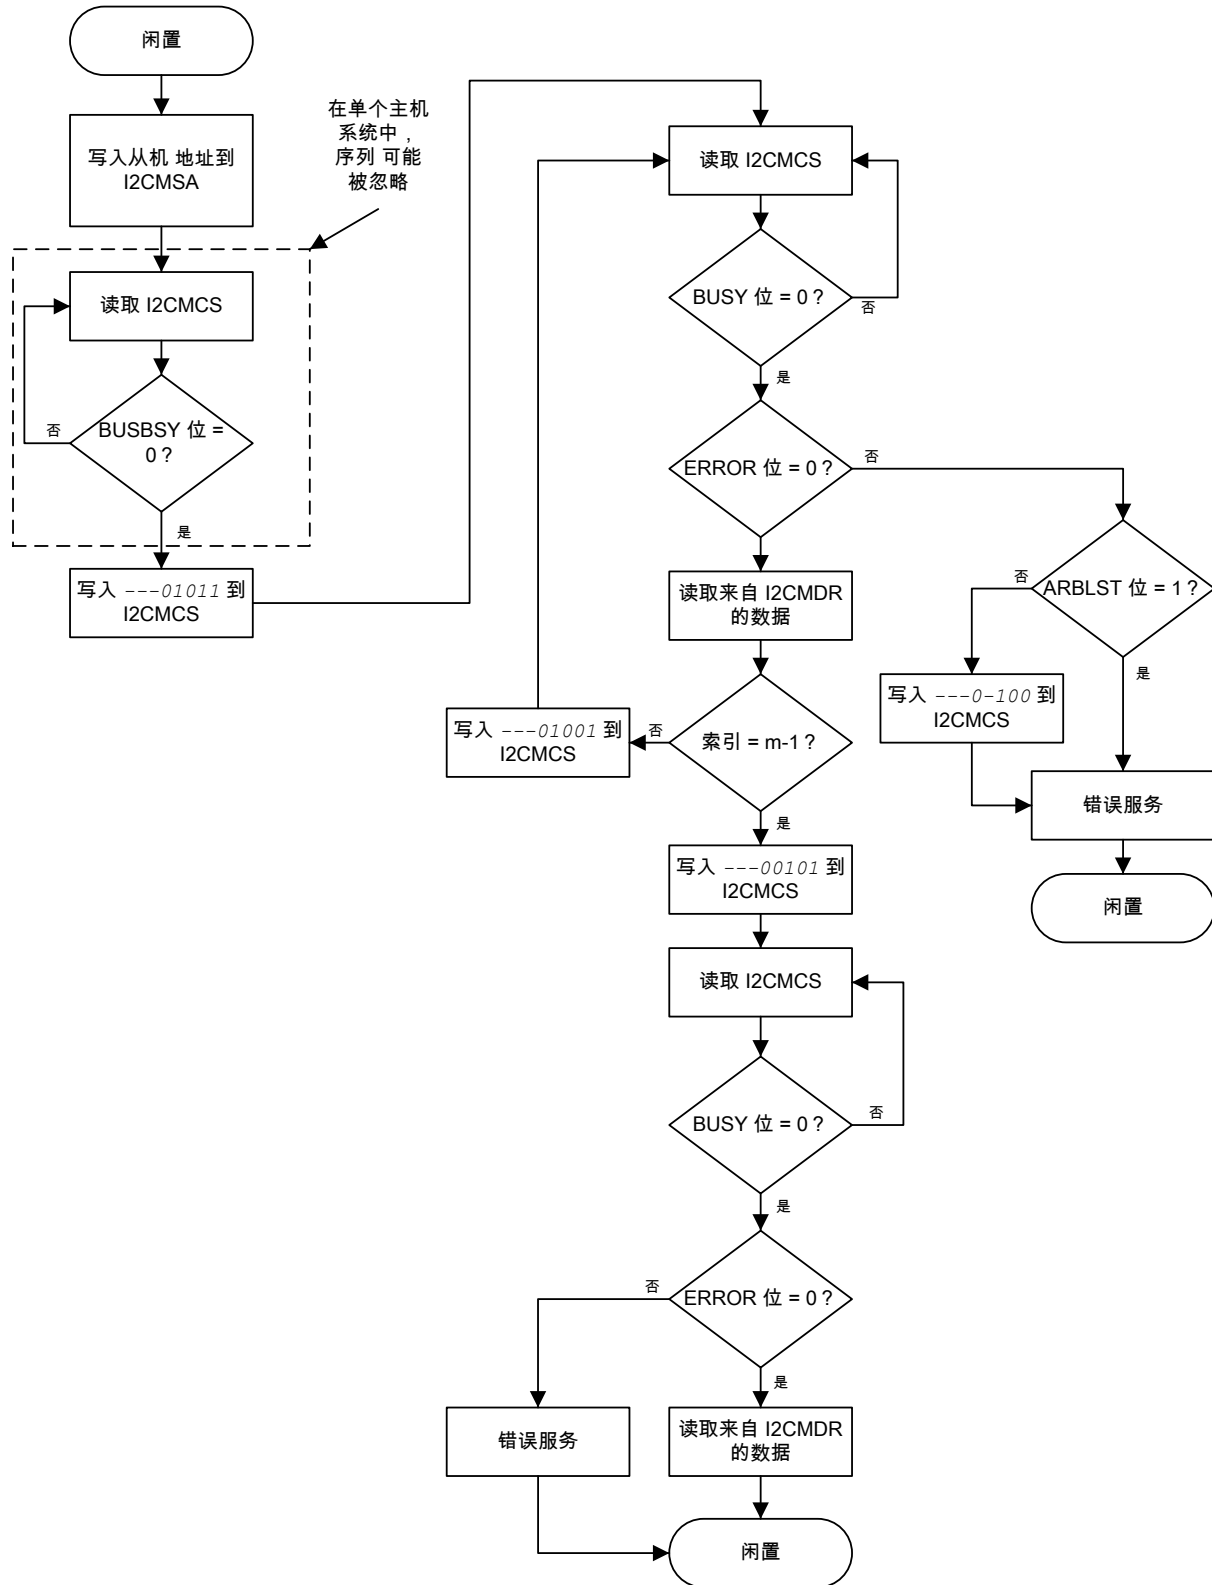 闲置
写入从机 地址到
I2CMSA
在单个主机
系统中，
序列 可能
被忽略
读取 I2CMCS
否
BUSBSY 位 =
0？
是
写入 ---01011 到
I2CMCS
读取 I2CMCS
BUSY 位 = 0？
否
是
ERROR 位 = 0？
否
读取来自 I2CMDR
的数据
否
ARBLST 位 = 1？
是
写入 ---0-100 到
I2CMCS
错误服务
闲置
索引 = m-1？
否
写入 ---01001 到
I2CMCS
是
写入 ---00101 到
I2CMCS
读取 I2CMCS
BUSY 位 = 0？
否
是
ERROR 位 = 0？
否
是
错误服务
读取来自 I2CMDR
的数据
闲置